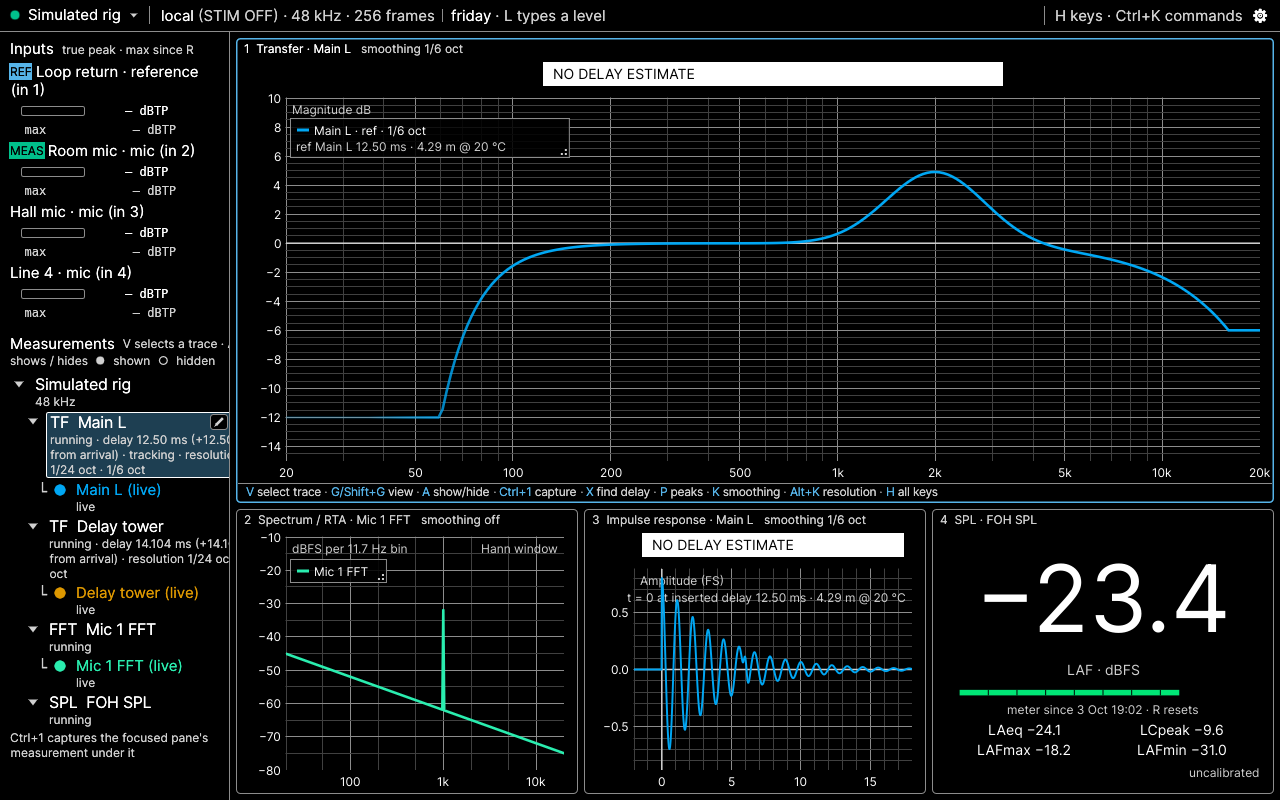 Simulated rig
local (STIM OFF) · 48 kHz · 256 frames
friday · L types a level
H keys · Ctrl+K commands
Inputs true peak · max since R
REF Loop return · reference
(in 1)
— dBTP
max — dBTP
MEAS Room mic · mic (in 2)
— dBTP
max — dBTP
Hall mic · mic (in 3)
— dBTP
max — dBTP
Line 4 · mic (in 4)
— dBTP
max — dBTP
Measurements V selects a trace ·
shows / hides shown hidden
Simulated rig
48 kHz
TF Main L
running · delay 12.50 ms (+12.50
from arrival) · tracking · resolutio
1/24 oct · 1/6 oct
Main L (live)
live
TF Delay tower
running · delay 14.104 ms (+14.1
from arrival) · resolution 1/24 oc
oct
Delay tower (live)
live
FFT Mic 1 FFT
running
Mic 1 FFT (live)
live
SPL FOH SPL
running
Ctrl+1 captures the focused pane's
measurement under it
1 Transfer · Main L smoothing 1/6 oct
NO DELAY ESTIMATE
Magnitude dB
Main L · ref · 1/6 oct
ref Main L 12.50 ms · 4.29 m @ 20 °C
10
8
6
4
2
0
−2
−4
−6
−8
−10
−12
−14
20 50 100 200 500 1k 2k 5k 10k 20k
V select trace · G/Shift+G view · A show/hide · Ctrl+1 capture · X find delay · P peaks · K smoothing · Alt+K resolution · H all keys
2 Spectrum / RTA · Mic 1 FFT smoothing off
dBFS per 11.7 Hz bin Hann window
Mic 1 FFT
−10
−20
−30
−40
−50
−60
−70
−80
100 1k 10k
3 Impulse response · Main L smoothing 1/6 oct
NO DELAY ESTIMATE
Amplitude (FS)
t = 0 at inserted delay 12.50 ms · 4.29 m @ 20 °C
0.5
0.0
−0.5
0 5 10 15
4 SPL · FOH SPL
−23.4
LAF · dBFS
meter since 3 Oct 19:02 · R resets
LAeq −24.1 LCpeak −9.6
LAFmax −18.2 LAFmin −31.0
uncalibrated